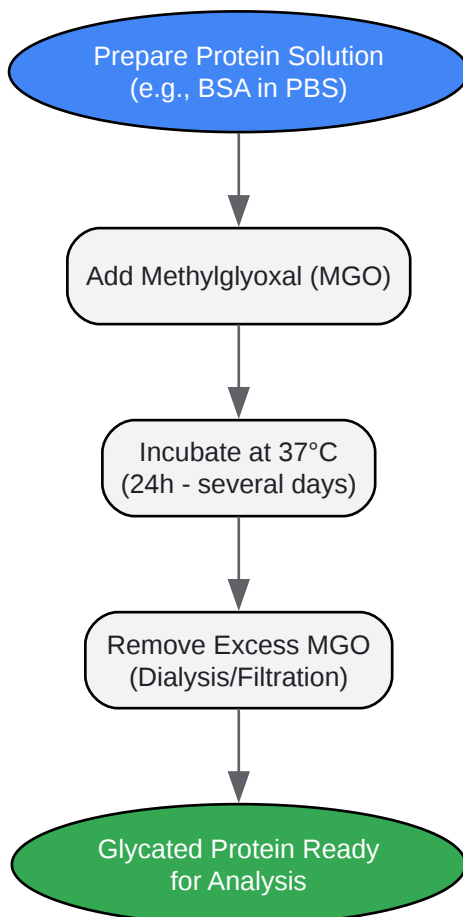 Prepare Protein Solution
(e.g., BSA in PBS)
Add Methylglyoxal (MGO)
Incubate at 37°C
(24h - several days)
Remove Excess MGO
(Dialysis/Filtration)
Glycated Protein Ready
for Analysis